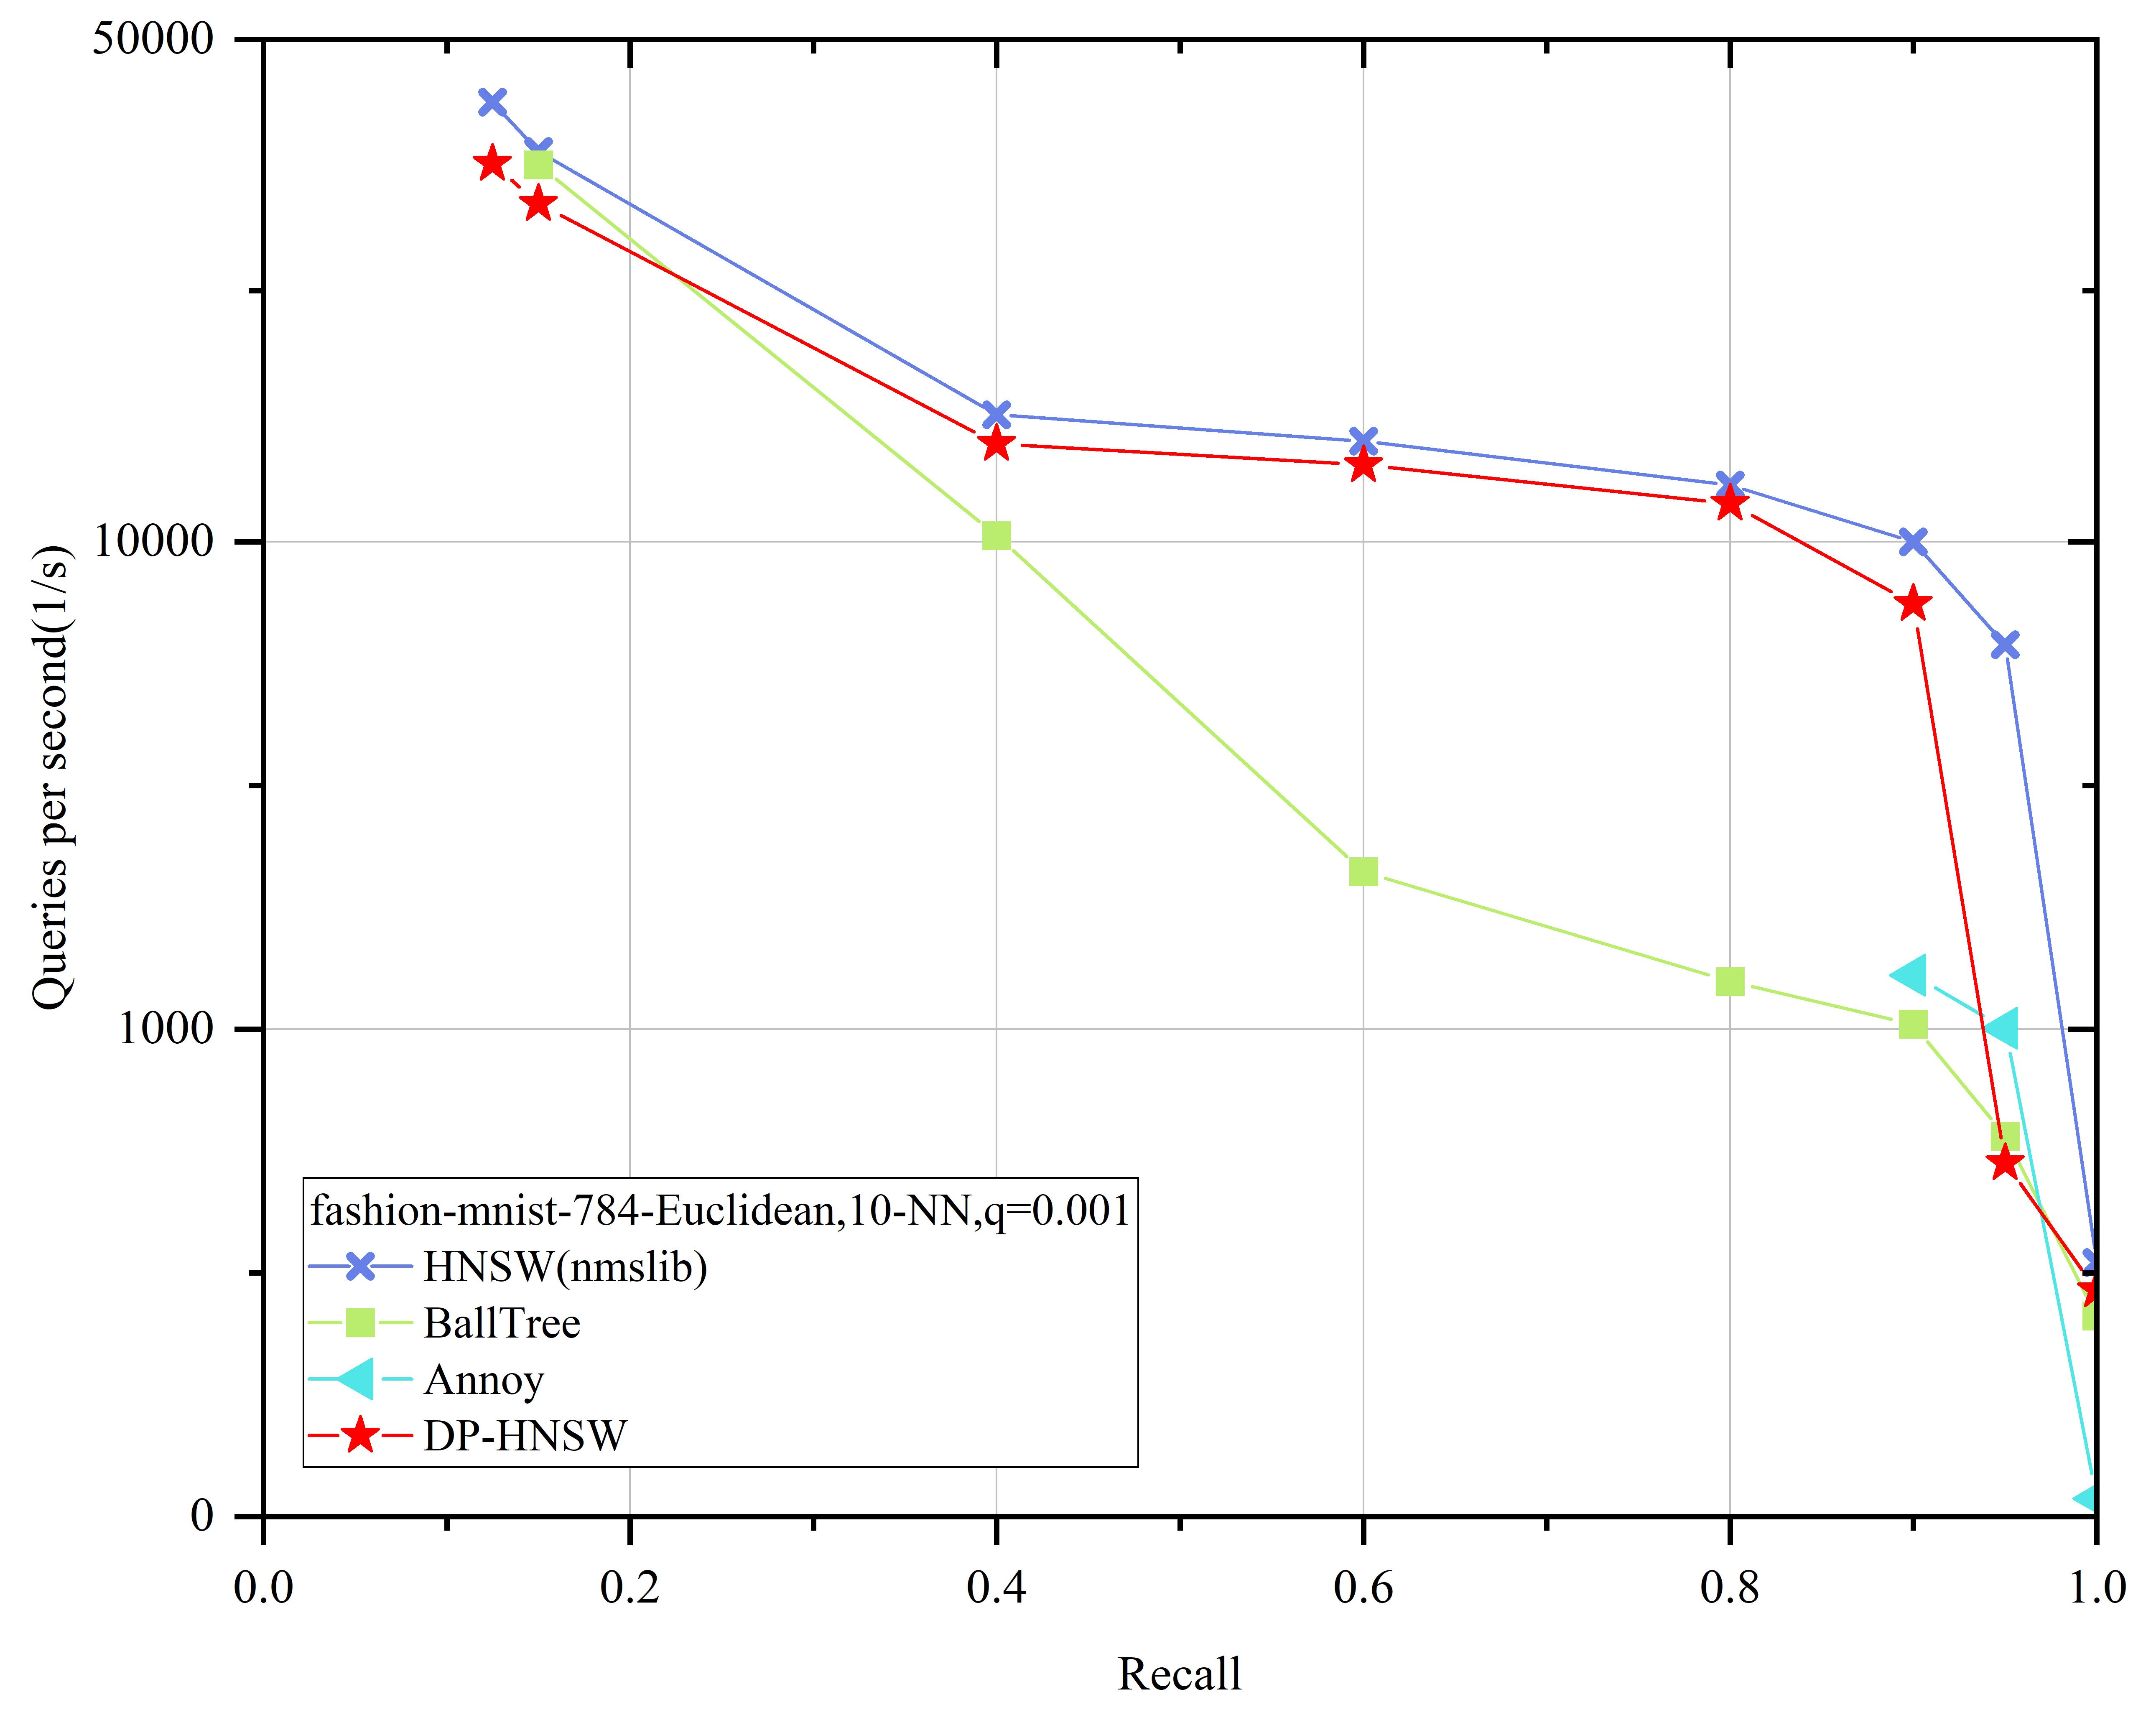 50000
10000
1000
0
Queries per second(1/s)
fashion-mnist-784-Euclidean,10-NN,q=0.001
HNSW(nmslib)
BallTree
Annoy
DP-HNSW
0.0 0.2 0.4 0.6 0.8 1.0
Recall